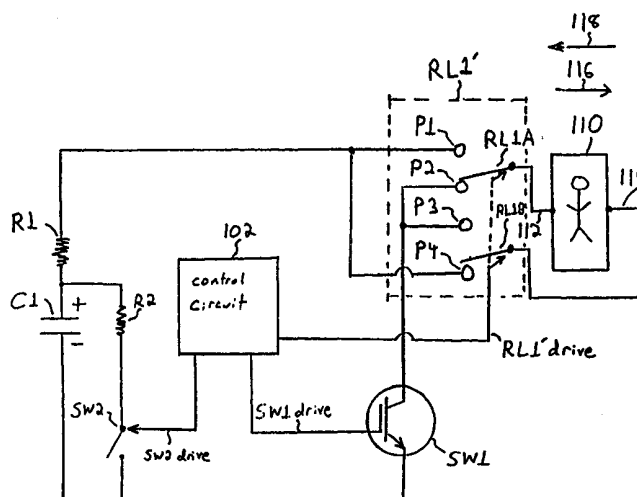 118
116
RL1'
110
P1
RL1A
P2
P3
RL1B
112
P4
R1
102
control
circuit
C1
+
-
R2
RL1' drive
SW2
SW2 drive
SW1 drive
SW1